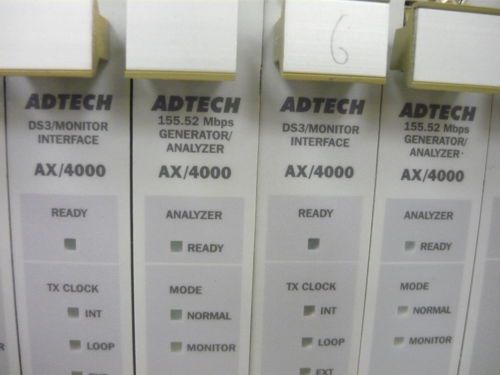 6
ADTECH
DS3/MONITOR
INTERFACE
AX/4000
READY
TX CLOCK
INT
LOOP
EXT
ADTECH
155.52 Mbps
GENERATOR/
ANALYZER
AX/4000
ANALYZER
READY
MODE
NORMAL
MONITOR
ADTECH
DS3/MONITOR
INTERFACE
AX/4000
READY
TX CLOCK
INT
LOOP
EXT
ADTECH
155.52 Mbps
GENERATOR/
ANALYZER
AX/4000
ANALYZER
READY
MODE
NORMAL
MONITOR